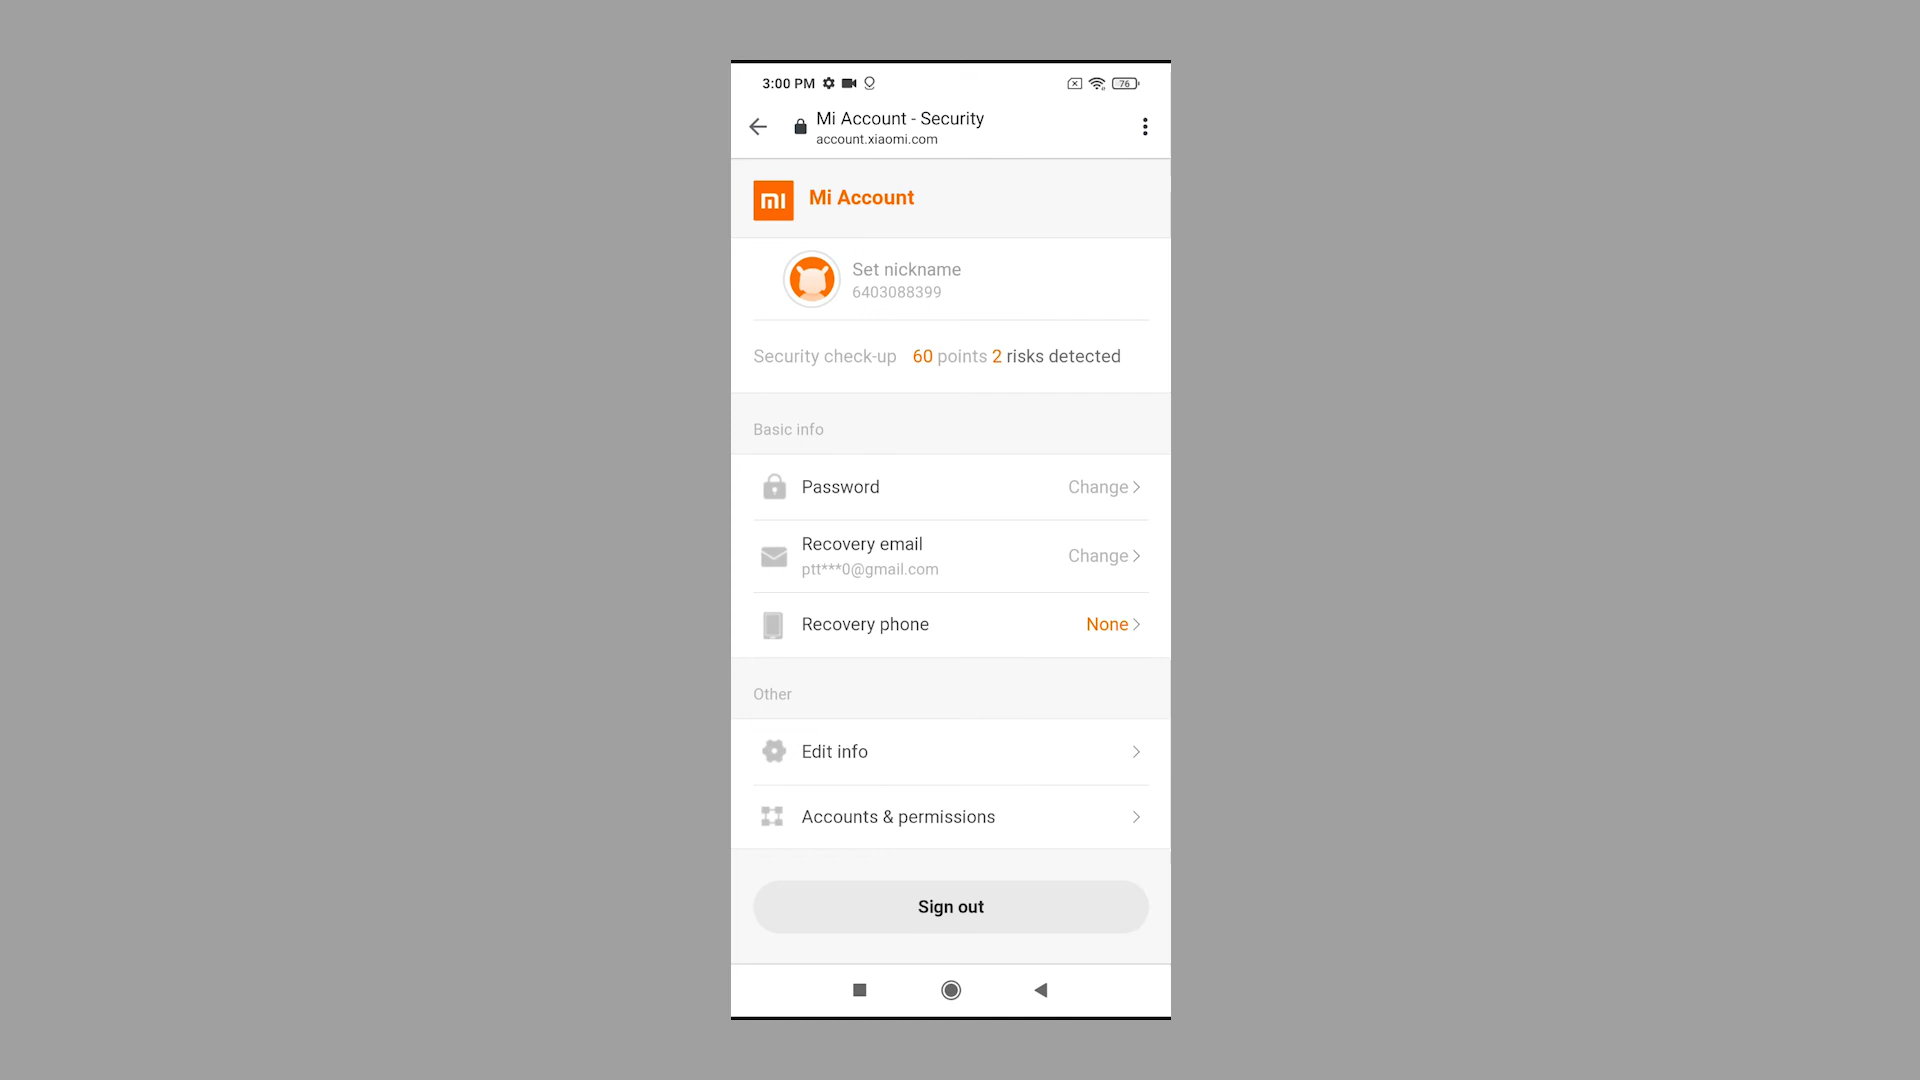 3:00 PM 76
Mi Account - Security
account.xiaomi.com
mi Mi Account
Set nickname
6403088399
Security check-up 60 points 2 risks detected
Basic info
Password Change
Recovery email
ptt***0@gmail.com
Change
Recovery phone None
Other
Edit info
Accounts & permissions
Sign out